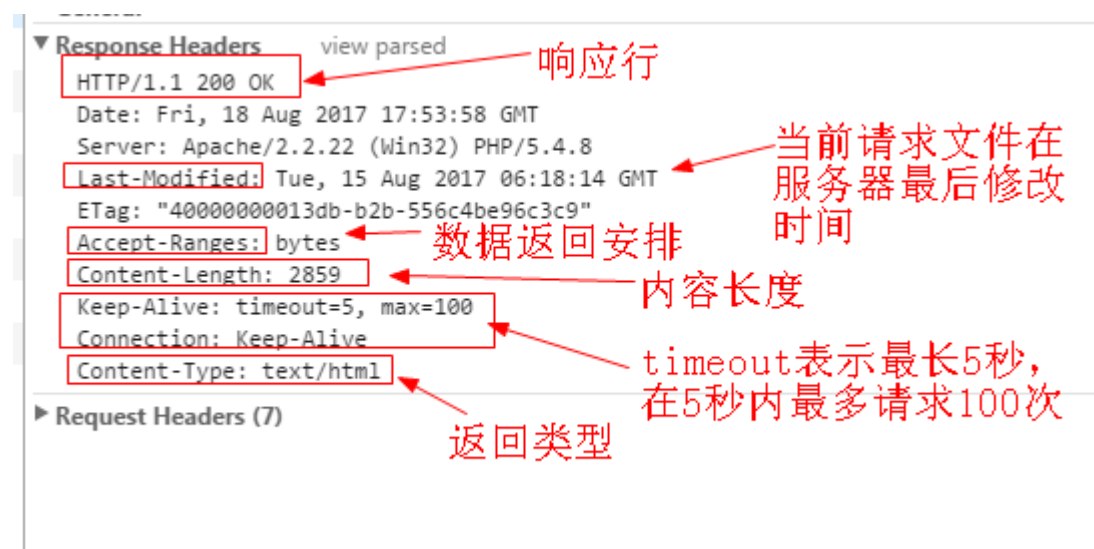 Response Headers view parsed
响应行
HTTP/1.1 200 OK
Date: Fri, 18 Aug 2017 17:53:58 GMT
Server: Apache/2.2.22 (Win32) PHP/5.4.8
当前请求文件在
服务器最后修改
时间
Last-Modified: Tue, 15 Aug 2017 06:18:14 GMT
ETag: "40000000013db-b2b-556c4be96c3c9"
Accept-Ranges: bytes
数据返回安排
Content-Length: 2859
内容长度
Keep-Alive: timeout=5, max=100
Connection: Keep-Alive
timeout表示最长5秒,
在5秒内最多请求100次
Content-Type: text/html
返回类型
Request Headers (7)